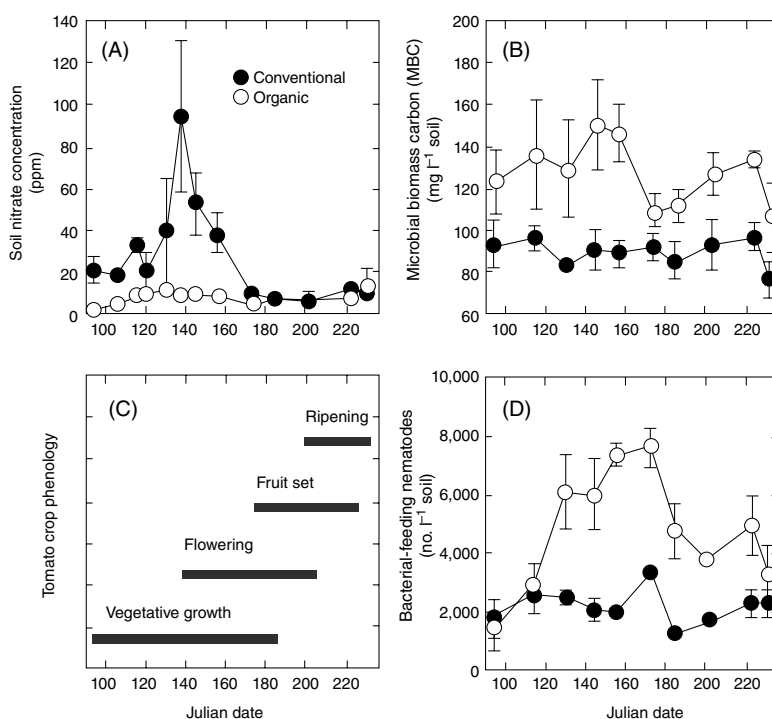 (A)
Conventional
Organic
Soil nitrate concentration
(ppm)
140
120
100
80
60
40
20
0
100 120 140 160 180 200 220
(B)
Microbial biomass carbon (MBC)
(mg l⁻¹ soil)
200
180
160
140
120
100
80
60
100 120 140 160 180 200 220
(C)
Tomato crop phenology
Ripening
Fruit set
Flowering
Vegetative growth
100 120 140 160 180 200 220
Julian date
(D)
Bacterial-feeding nematodes
(no. l⁻¹ soil)
10,000
8,000
6,000
4,000
2,000
0
100 120 140 160 180 200 220
Julian date